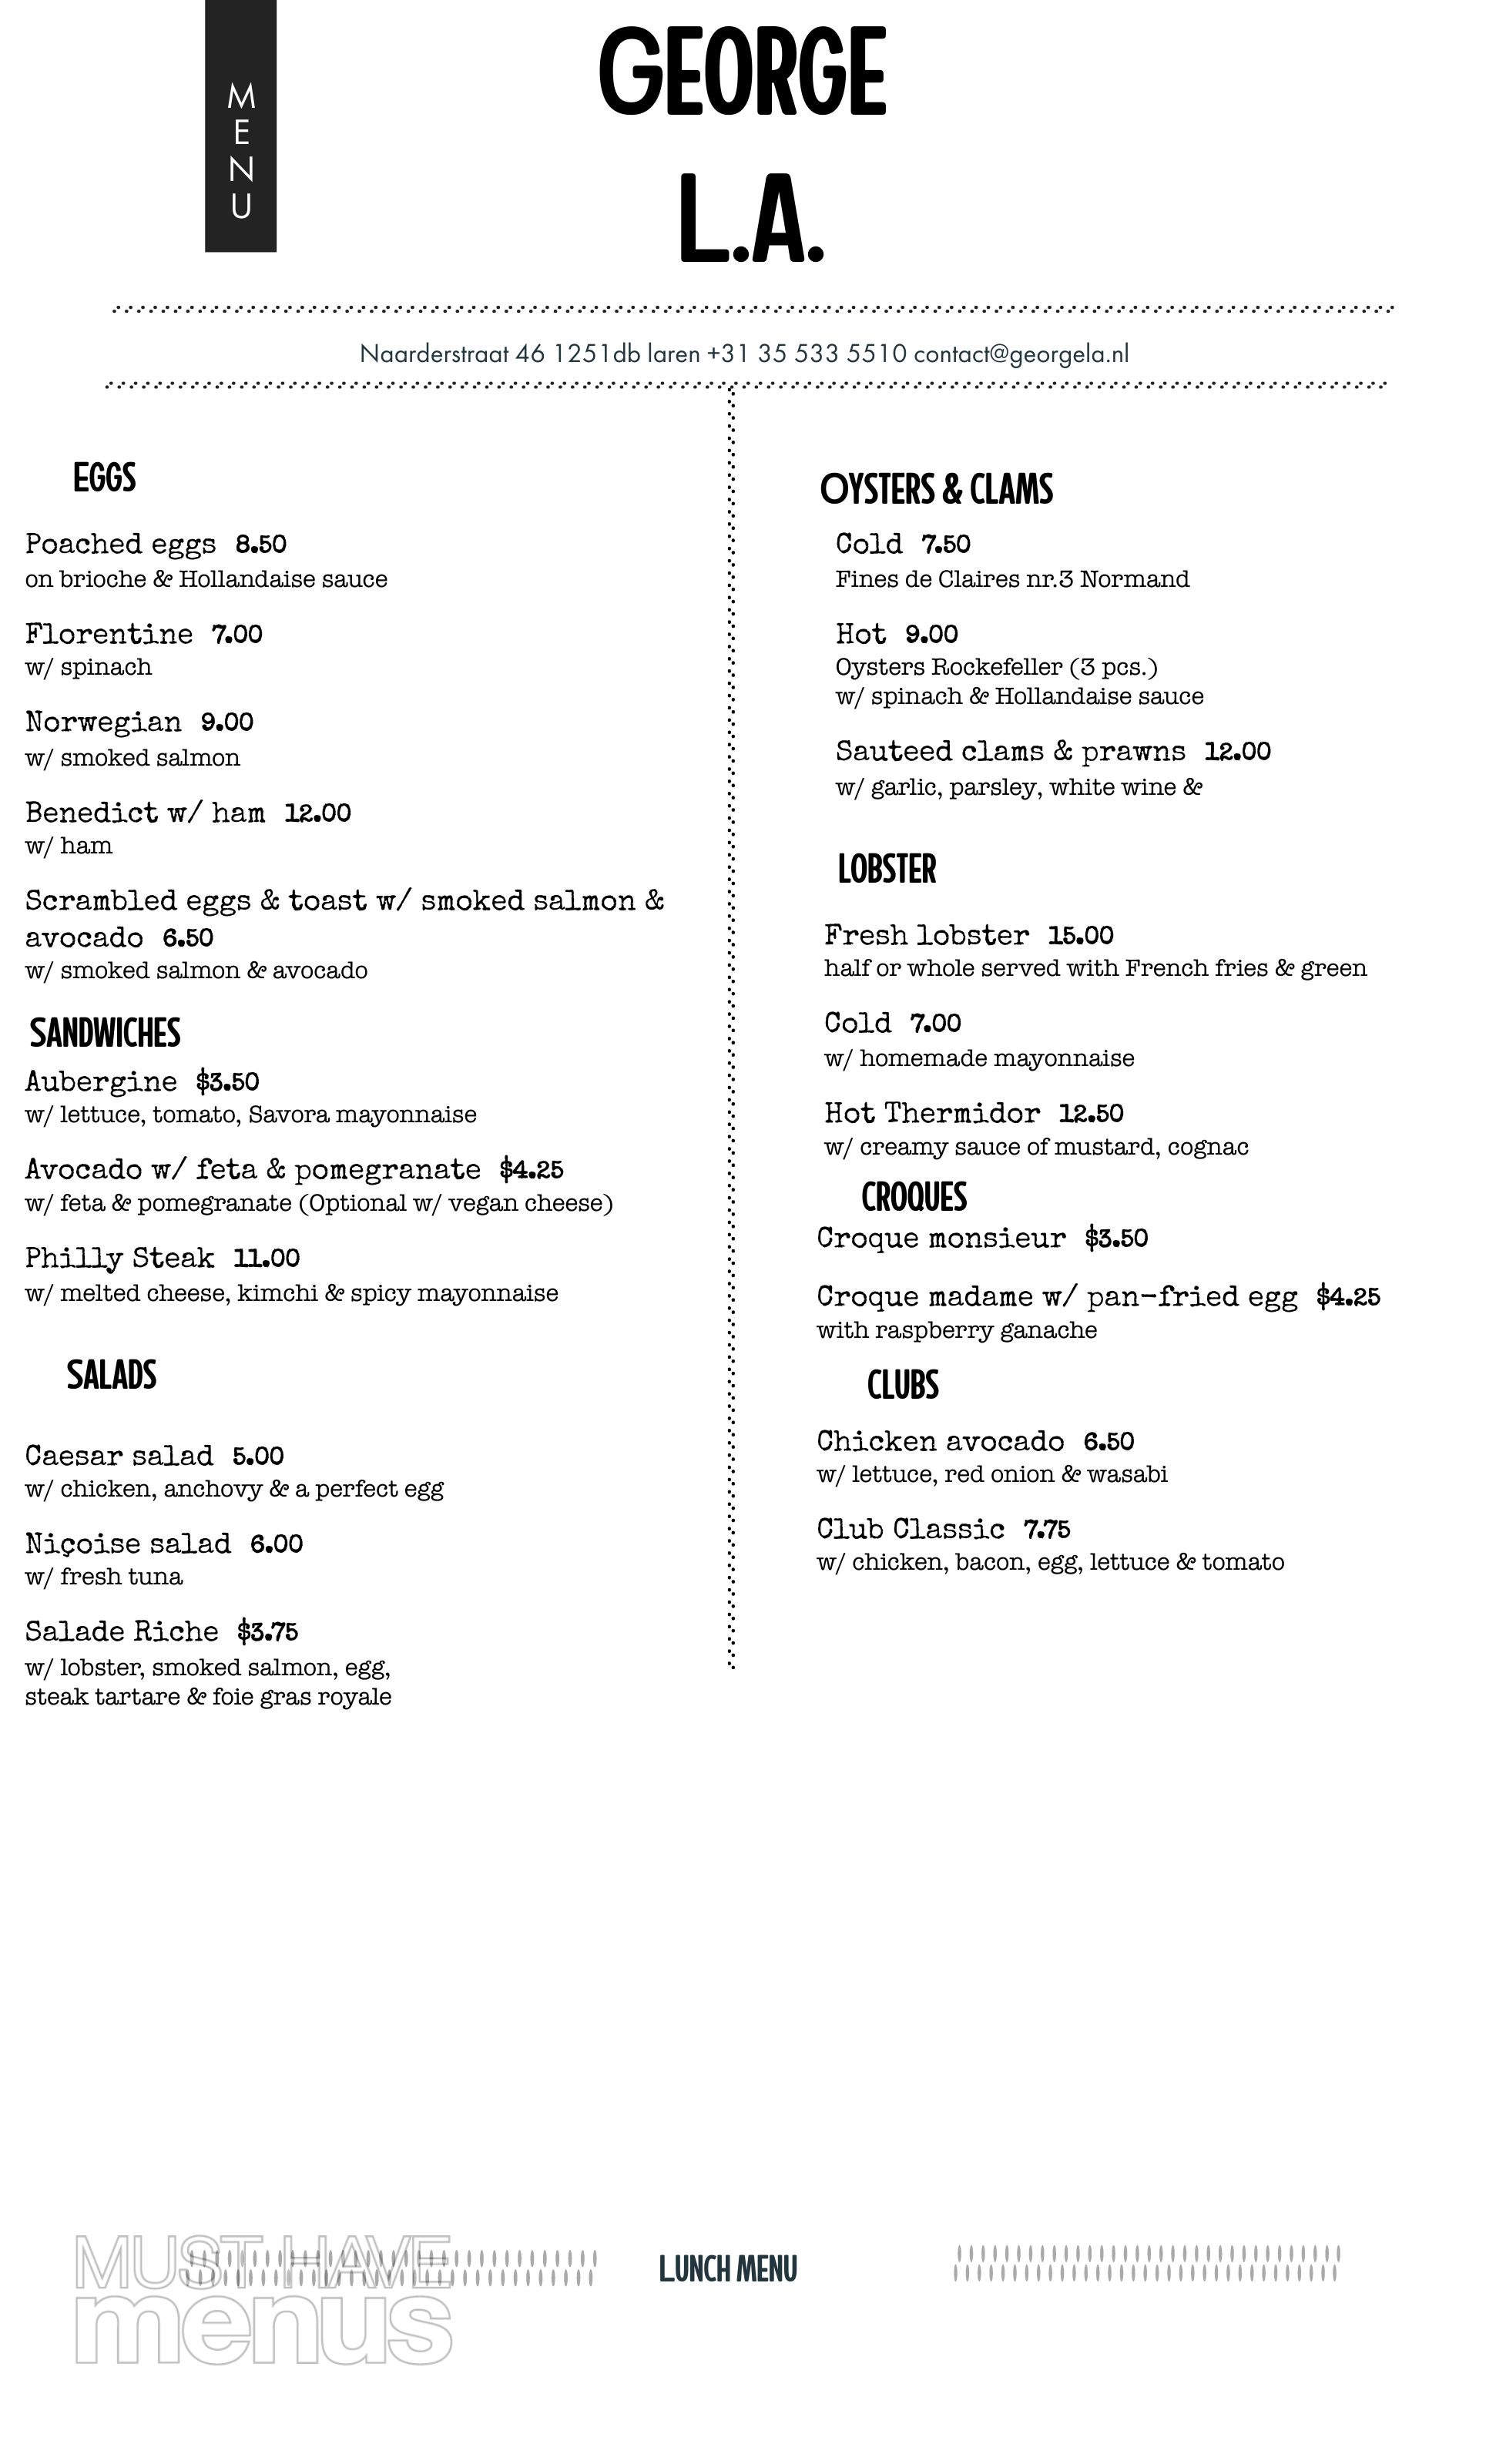 MENU
GEORGE
L.A.
Naarderstraat 46 1251db laren +31 35 533 5510 contact@georgela.nl
EGGS
Poached eggs 8.50
on brioche & Hollandaise sauce
Florentine 7.00
w/ spinach
Norwegian 9.00
w/ smoked salmon
Benedict w/ ham 12.00
w/ ham
Scrambled eggs & toast w/ smoked salmon &
avocado 6.50
w/ smoked salmon & avocado
SANDWICHES
Aubergine $3.50
w/ lettuce, tomato, Savora mayonnaise
Avocado w/ feta & pomegranate $4.25
w/ feta & pomegranate (Optional w/ vegan cheese)
Philly Steak 11.00
w/ melted cheese, kimchi & spicy mayonnaise
SALADS
Caesar salad 5.00
w/ chicken, anchovy & a perfect egg
Niçoise salad 6.00
w/ fresh tuna
Salade Riche $3.75
w/ lobster, smoked salmon, egg,
steak tartare & foie gras royale
OYSTERS & CLAMS
Cold 7.50
Fines de Claires nr.3 Normand
Hot 9.00
Oysters Rockefeller (3 pcs.)
w/ spinach & Hollandaise sauce
Sauteed clams & prawns 12.00
w/ garlic, parsley, white wine &
LOBSTER
Fresh lobster 15.00
half or whole served with French fries & green
Cold 7.00
w/ homemade mayonnaise
Hot Thermidor 12.50
w/ creamy sauce of mustard, cognac
CROQUES
Croque monsieur $3.50
Croque madame w/ pan-fried egg $4.25
with raspberry ganache
CLUBS
Chicken avocado 6.50
w/ lettuce, red onion & wasabi
Club Classic 7.75
w/ chicken, bacon, egg, lettuce & tomato
MUST HAVE
menus
LUNCH MENU